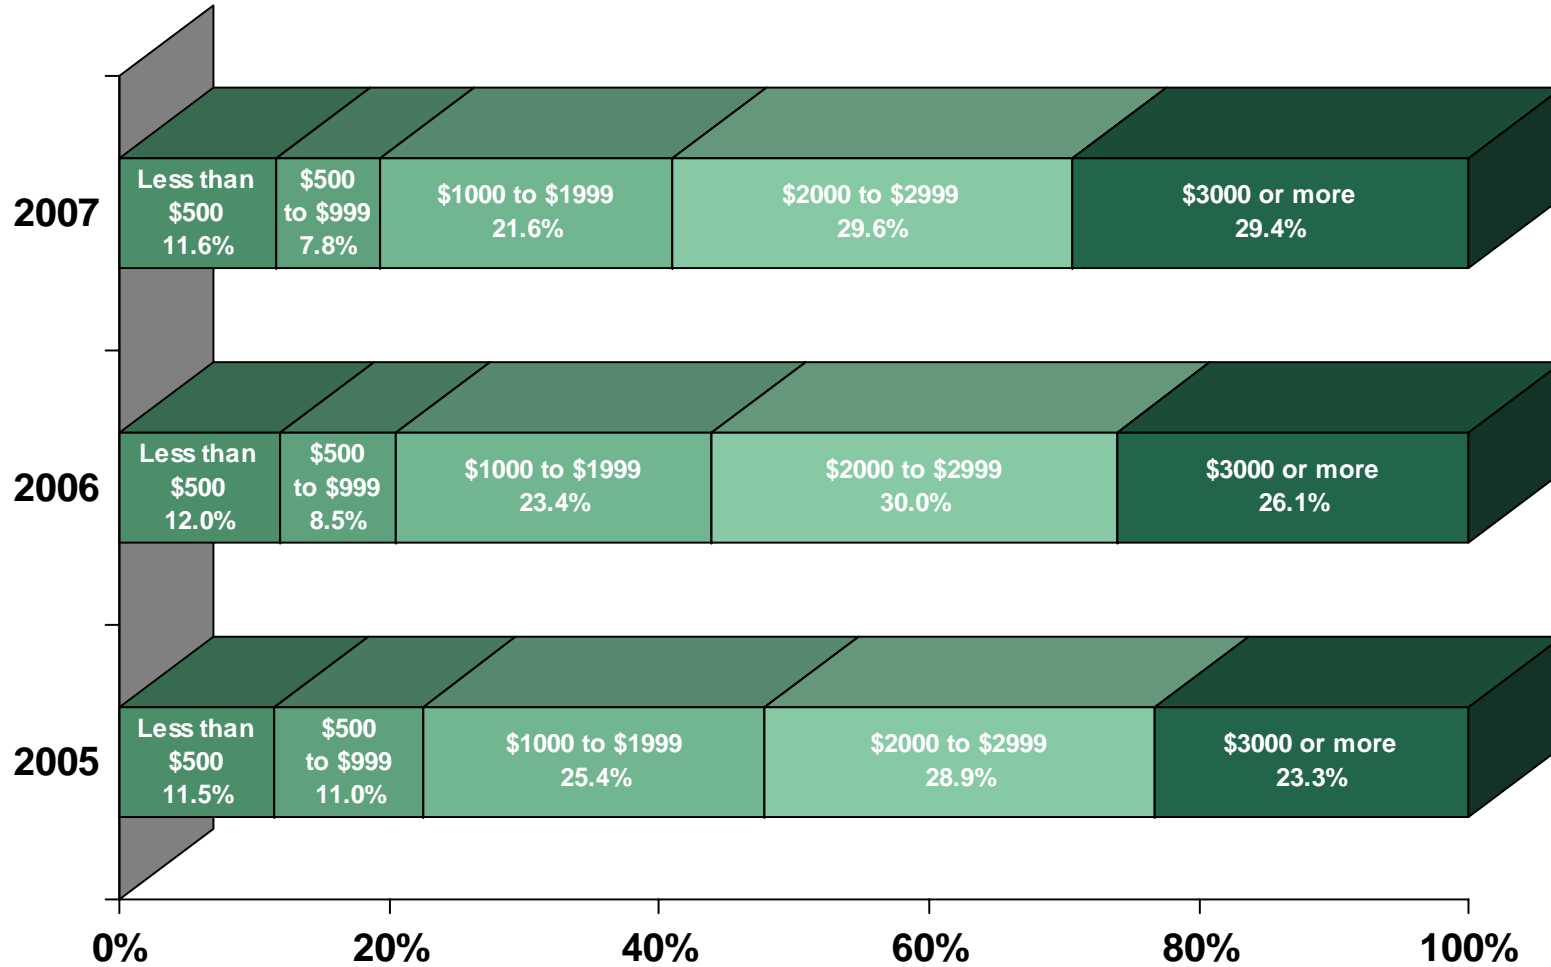 2007
Less than
$500
11.6%
$500
to $999
7.8%
$1000 to $1999
21.6%
$2000 to $2999
29.6%
$3000 or more
29.4%
2006
Less than
$500
12.0%
$500
to $999
8.5%
$1000 to $1999
23.4%
$2000 to $2999
30.0%
$3000 or more
26.1%
2005
Less than
$500
11.5%
$500
to $999
11.0%
$1000 to $1999
25.4%
$2000 to $2999
28.9%
$3000 or more
23.3%
0% 20% 40% 60% 80% 100%